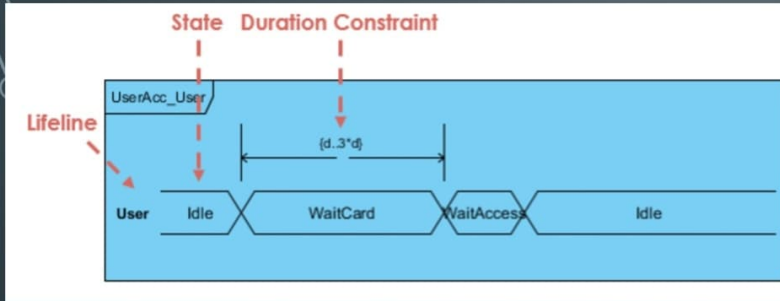 State Duration Constraint
UserAcc_User
Lifeline
{d..3*d}
User Idle WaitCard WaitAccess Idle